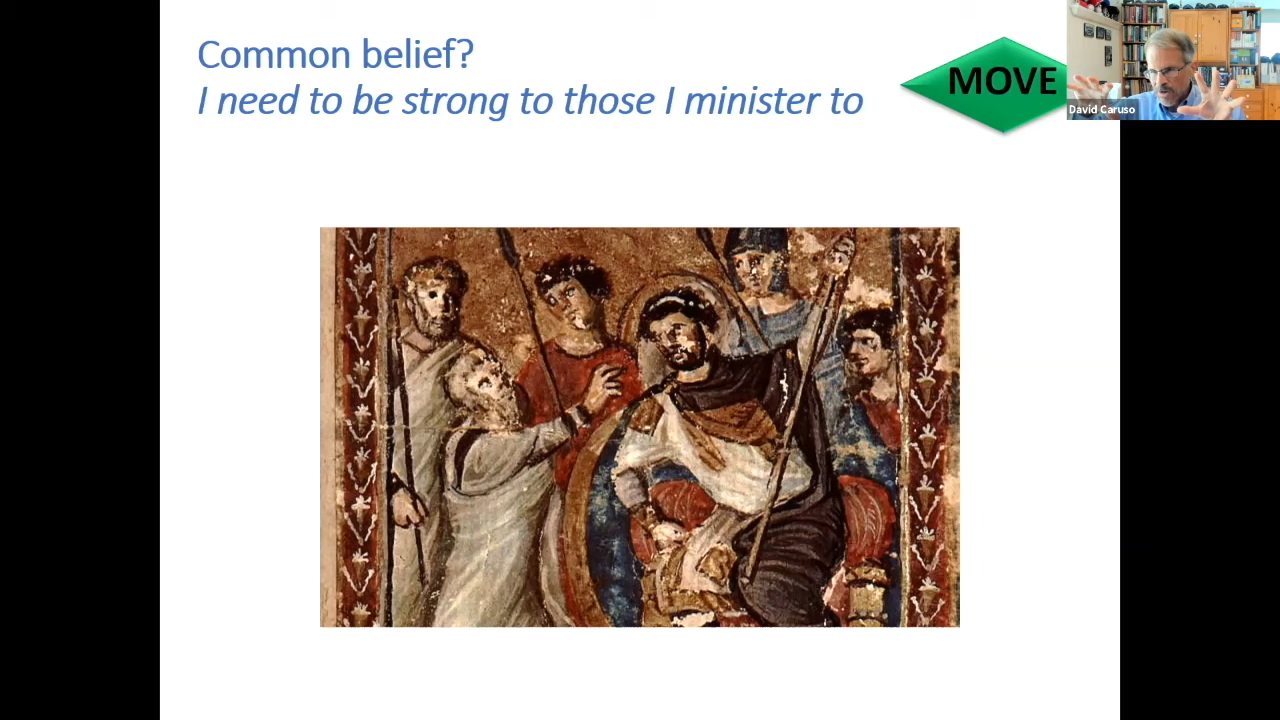 Common belief?
I need to be strong to those I minister to
MOVE
David Caruso